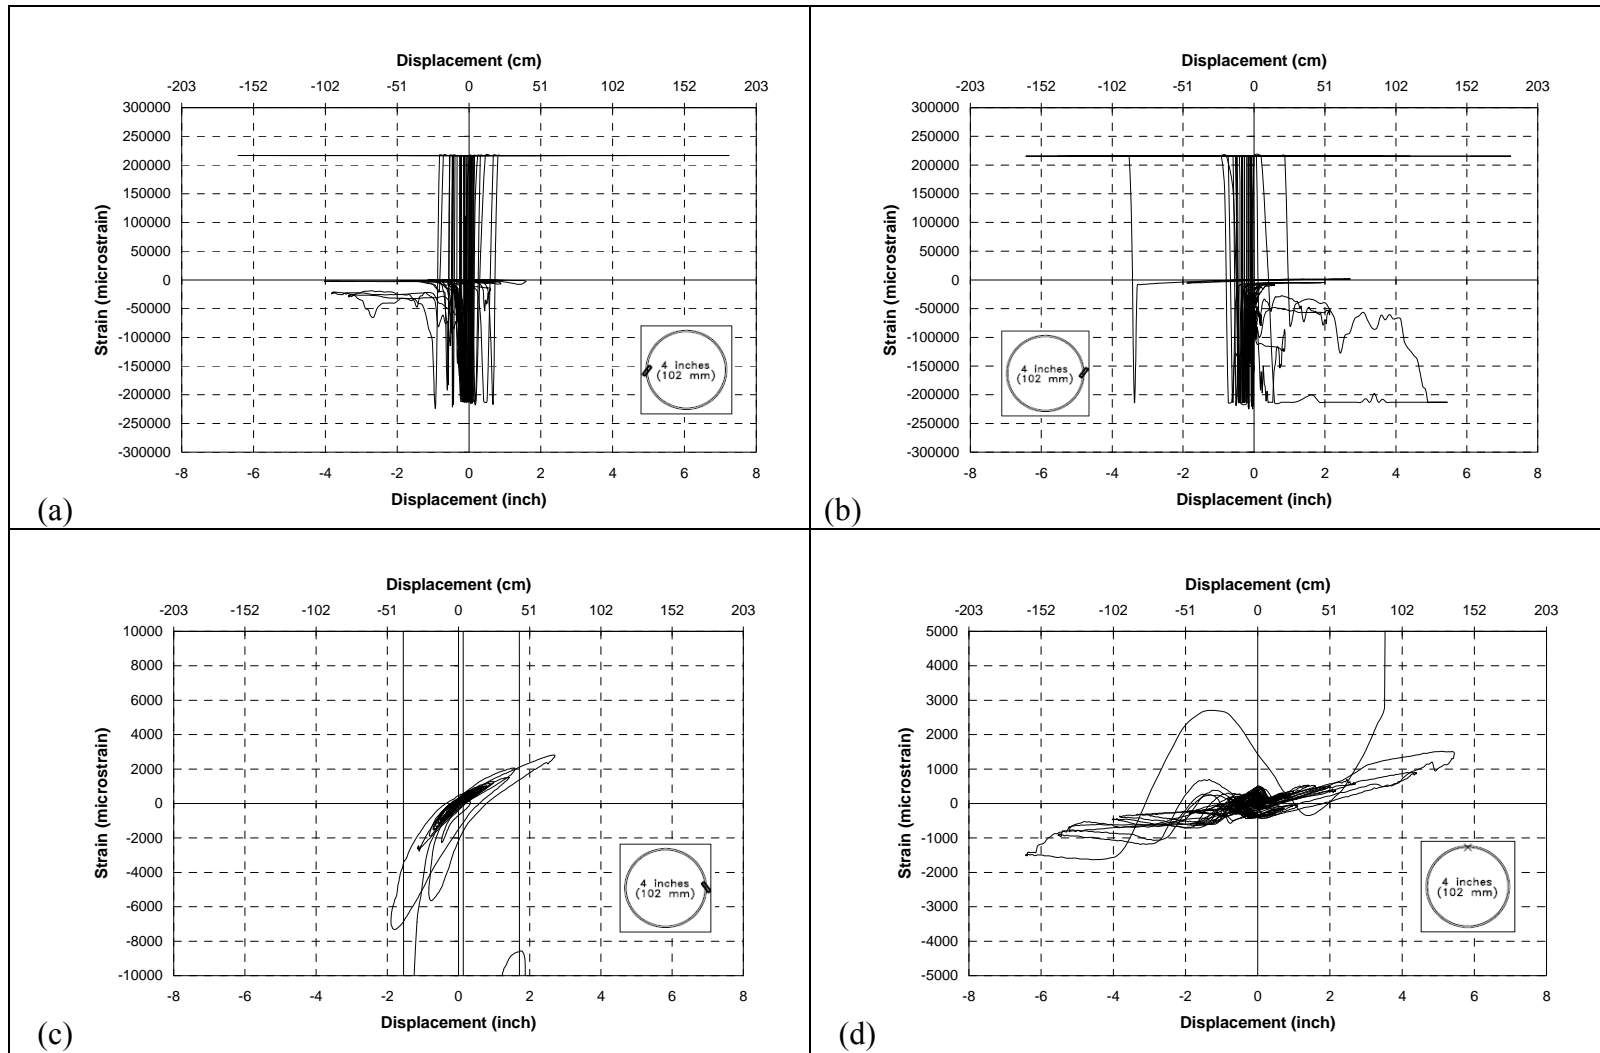 Displacement (cm)
-203 -152 -102 -51 0 51 102 152 203
300000
250000
200000
150000
100000
50000
0
-50000
-100000
-150000
-200000
-250000
-300000
Strain (microstrain)
4 inches
(102 mm)
-8 -6 -4 -2 0 2 4 6 8
Displacement (inch)
(a)
Displacement (cm)
-203 -152 -102 -51 0 51 102 152 203
300000
250000
200000
150000
100000
50000
0
-50000
-100000
-150000
-200000
-250000
-300000
Strain (microstrain)
4 inches
(102 mm)
-8 -6 -4 -2 0 2 4 6 8
Displacement (inch)
(b)
Displacement (cm)
-203 -152 -102 -51 0 51 102 152 203
10000
8000
6000
4000
2000
0
-2000
-4000
-6000
-8000
-10000
Strain (microstrain)
4 inches
(102 mm)
-8 -6 -4 -2 0 2 4 6 8
Displacement (inch)
(c)
Displacement (cm)
-203 -152 -102 -51 0 51 102 152 203
5000
4000
3000
2000
1000
0
-1000
-2000
-3000
-4000
-5000
Strain (microstrain)
4 inches
(102 mm)
-8 -6 -4 -2 0 2 4 6 8
Displacement (inch)
(d)